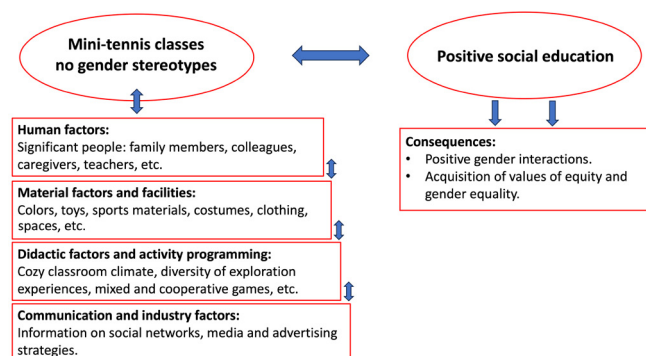 Mini-tennis classes
no gender stereotypes
Positive social education
Human factors:
Significant people: family members, colleagues,
caregivers, teachers, etc.
Material factors and facilities:
Colors, toys, sports materials, costumes, clothing,
spaces, etc.
Didactic factors and activity programming:
Cozy classroom climate, diversity of exploration
experiences, mixed and cooperative games, etc.
Communication and industry factors:
Information on social networks, media and advertising
strategies.
Consequences:
• Positive gender interactions.
• Acquisition of values of equity and
gender equality.